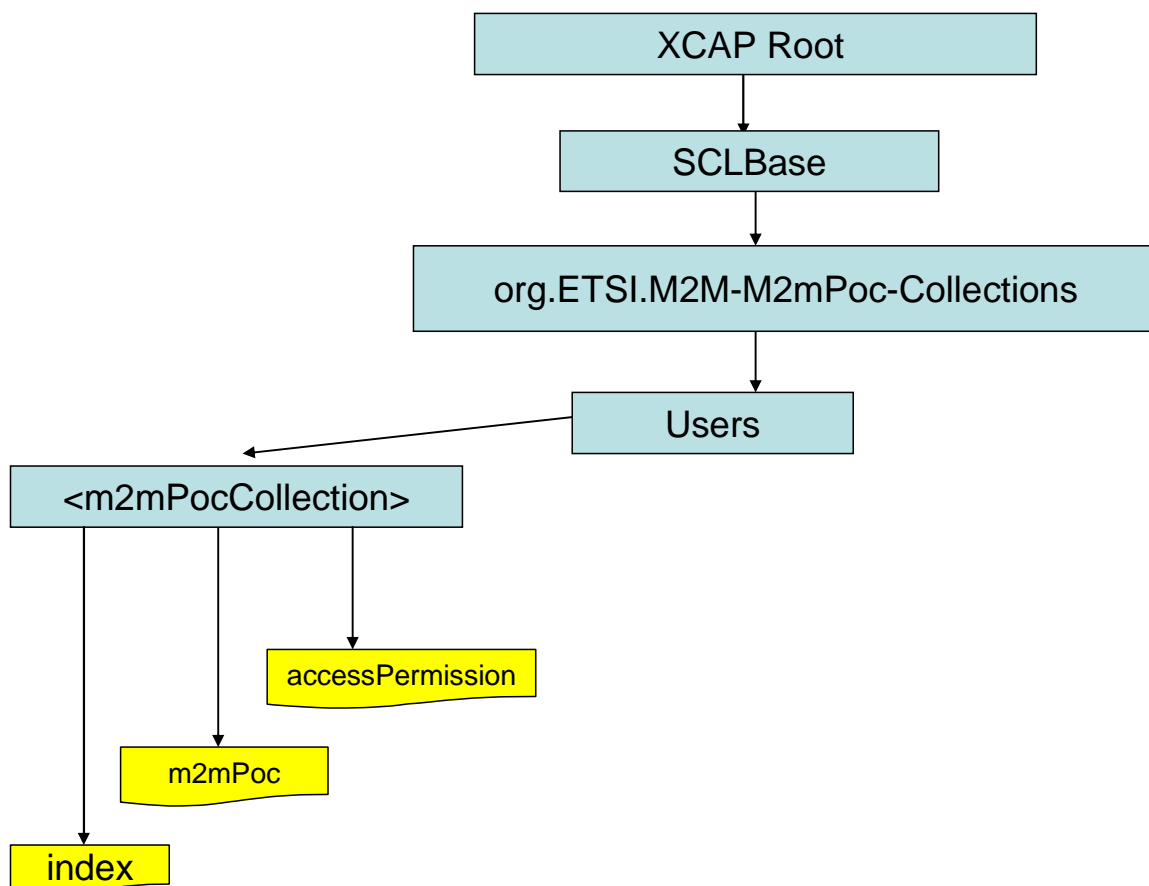 XCAP Root
SCLBase
org.ETSI.M2M-M2mPoc-Collections
Users
<m2mPocCollection>
accessPermission
m2mPoc
index